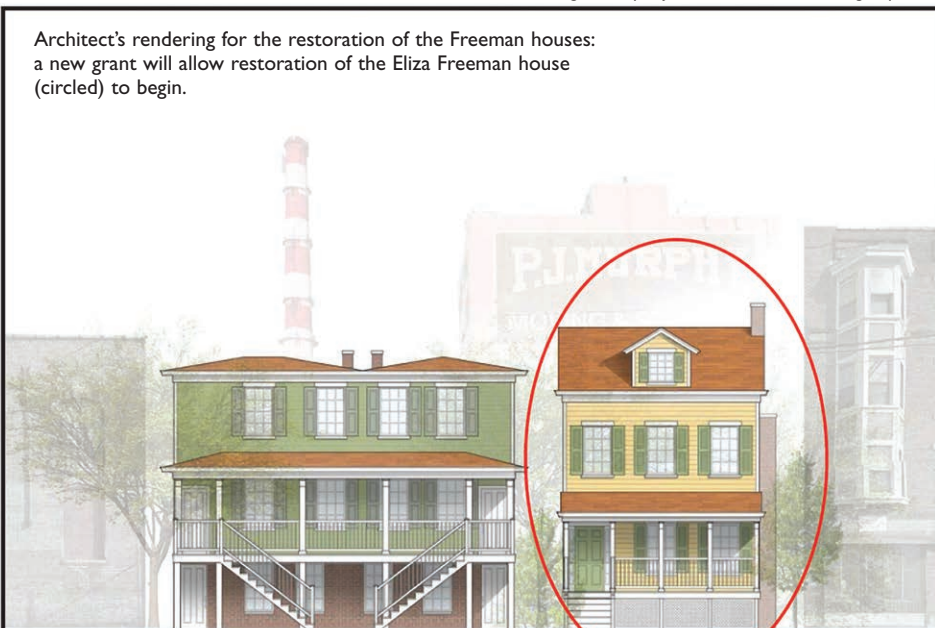 Architect's rendering for the restoration of the Freeman houses:
a new grant will allow restoration of the Eliza Freeman house
(circled) to begin.
P.J.MURPH